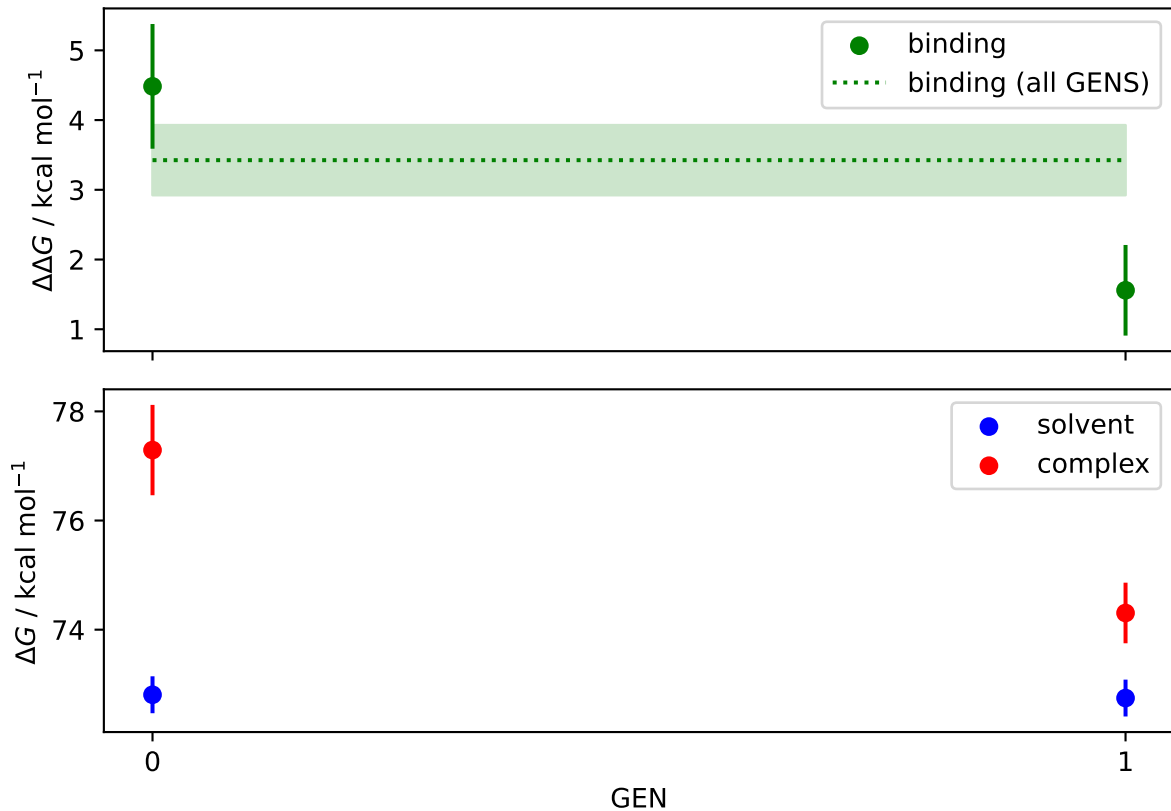 5
4
3
2
1
ΔΔG / kcal mol⁻¹
binding
binding (all GENS)
78
76
74
ΔG / kcal mol⁻¹
solvent
complex
0
1
GEN